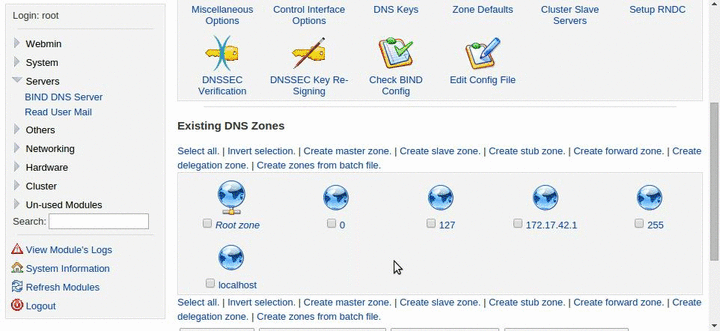 Login: root
Webmin
System
Servers
BIND DNS Server
Read User Mail
Others
Networking
Hardware
Cluster
Un-used Modules
Search:
View Module's Logs
System Information
Refresh Modules
Logout
Miscellaneous Options
Control Interface Options
DNS Keys
Zone Defaults
Cluster Slave Servers
Setup RNDC
DNSSEC Verification
DNSSEC Key Re-Signing
Check BIND Config
Edit Config File
Existing DNS Zones
Select all. | Invert selection. | Create master zone. | Create slave zone. | Create stub zone. | Create forward zone. | Create
delegation zone. | Create zones from batch file.
Root zone
0
127
172.17.42.1
255
localhost
Select all. | Invert selection. | Create master zone. | Create slave zone. | Create stub zone. | Create forward zone. | Create
delegation zone. | Create zones from batch file.